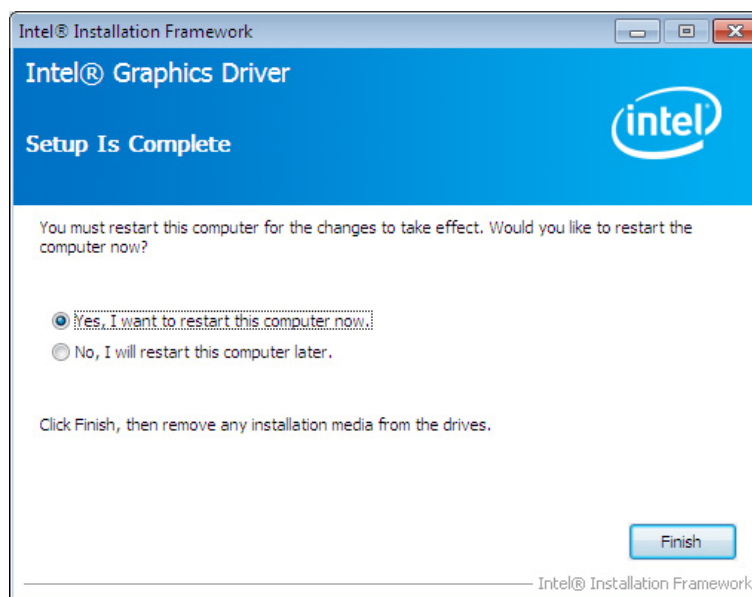 Intel® Installation Framework
Intel® Graphics Driver
intel®
Setup Is Complete
You must restart this computer for the changes to take effect. Would you like to restart the
computer now?
Yes, I want to restart this computer now.
No, I will restart this computer later.
Click Finish, then remove any installation media from the drives.
Finish
Intel® Installation Framework